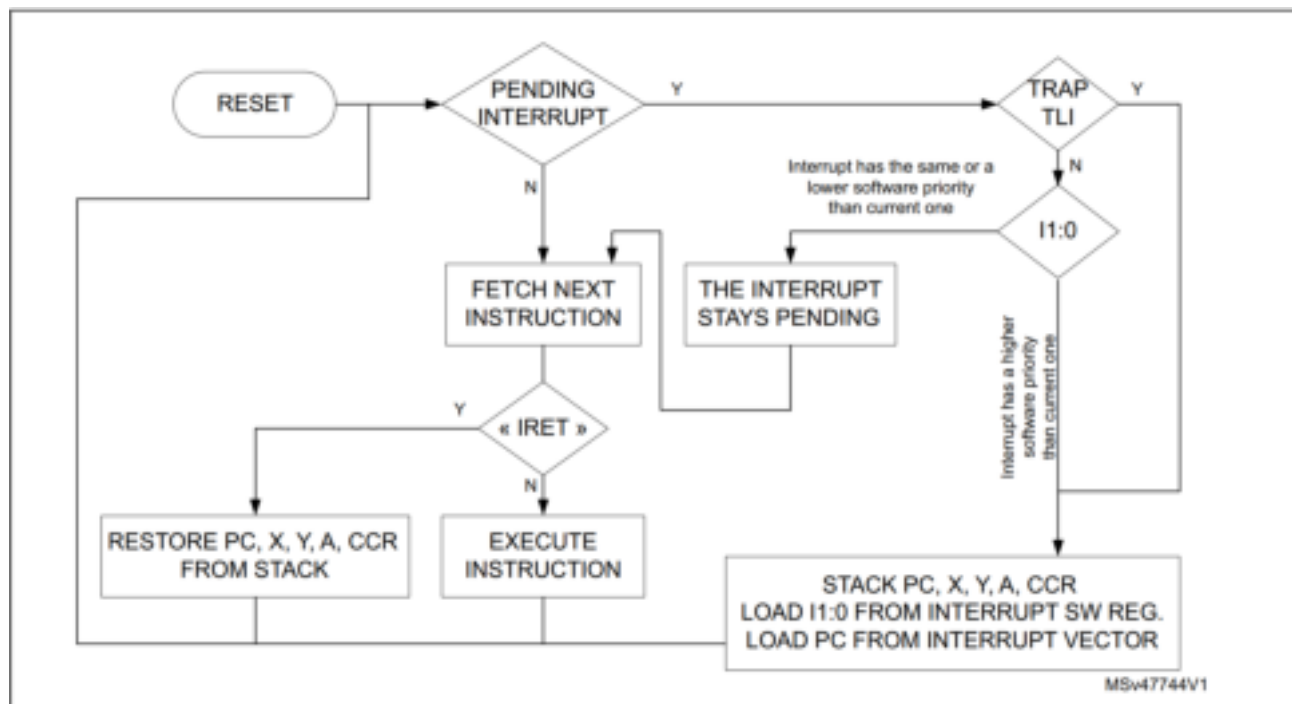 RESET
PENDING
INTERRUPT
Y
TRAP
TLI
Y
N
N
Interrupt has the same or a
lower software priority
than current one
I1:0
FETCH NEXT
INSTRUCTION
THE INTERRUPT
STAYS PENDING
Interrupt has a higher
software priority
than current one
Y
« IRET »
N
RESTORE PC, X, Y, A, CCR
FROM STACK
EXECUTE
INSTRUCTION
STACK PC, X, Y, A, CCR
LOAD I1:0 FROM INTERRUPT SW REG.
LOAD PC FROM INTERRUPT VECTOR
MSv47744V1